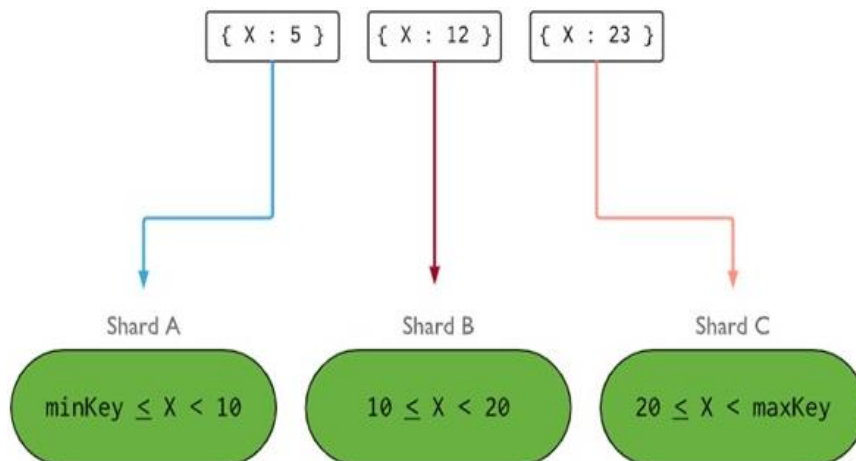 { X : 5 }
{ X : 12 }
{ X : 23 }
Shard A
Shard B
Shard C
minKey ≤ X < 10
10 ≤ X < 20
20 ≤ X < maxKey